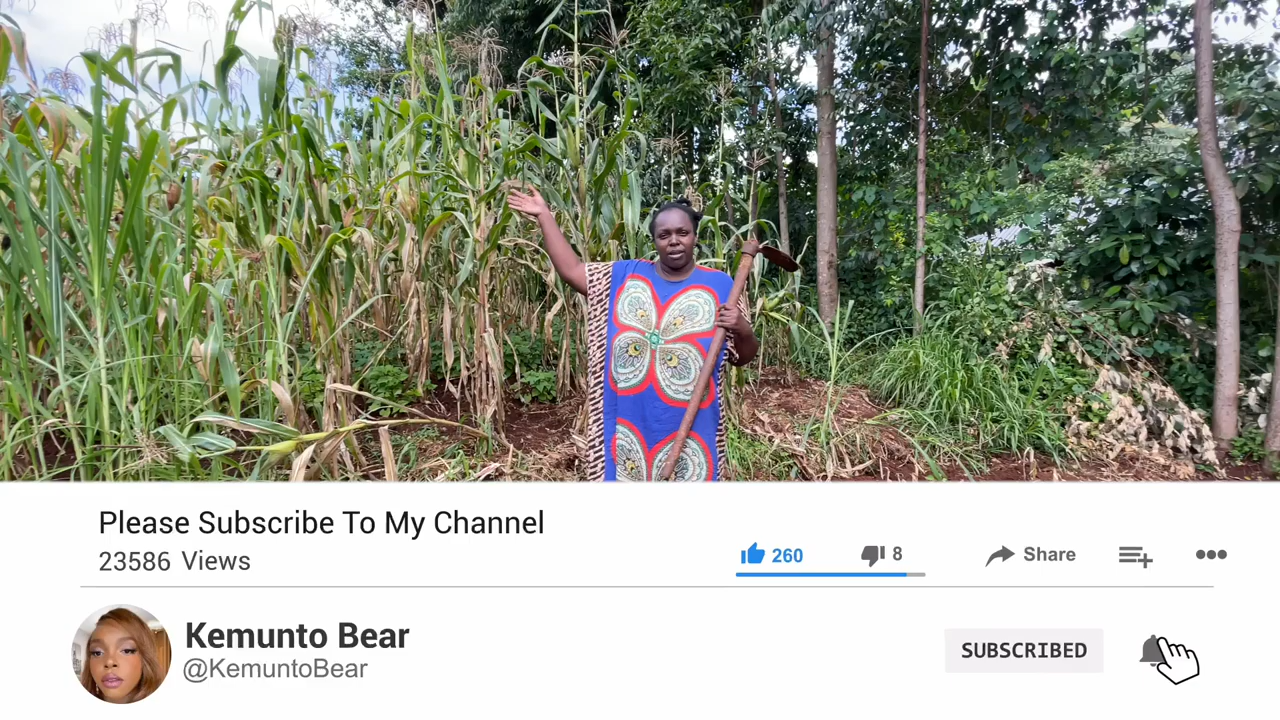 Please Subscribe To My Channel
23586 Views
260
8
Share
Kemunto Bear
@KemuntoBear
SUBSCRIBED